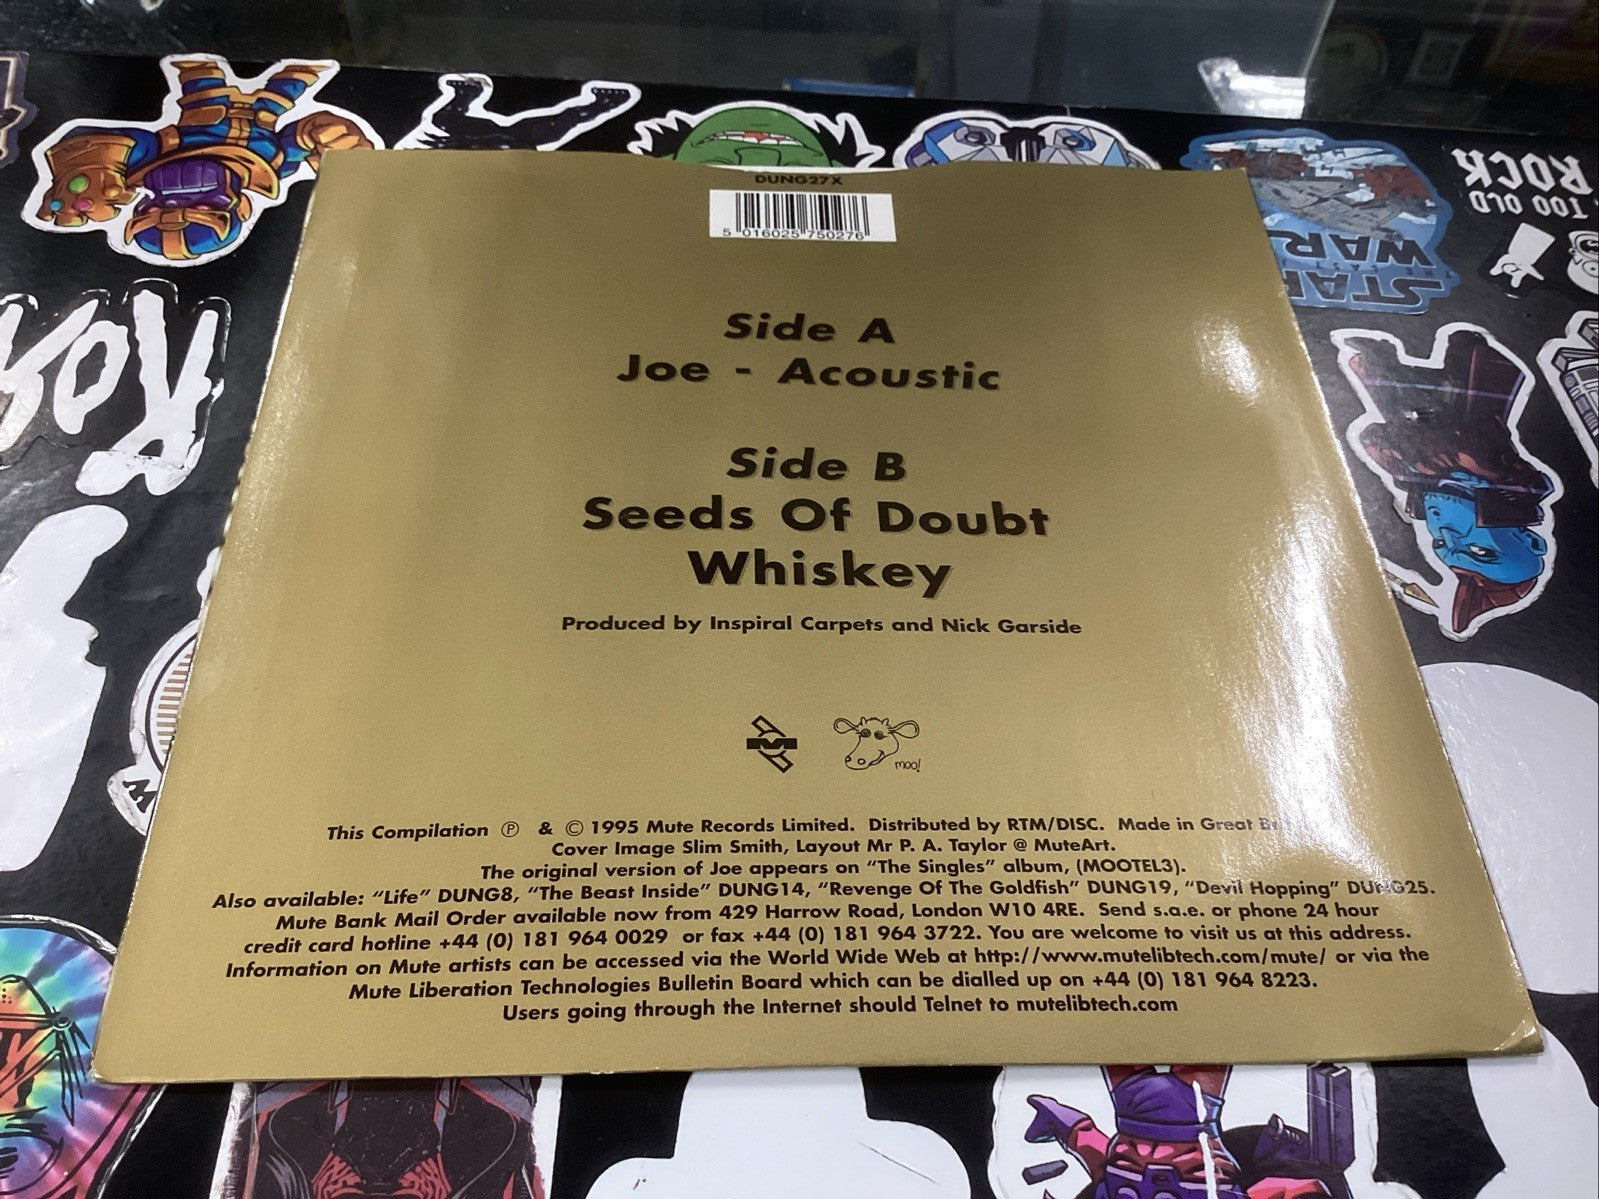 DUNG27X
5 016025 750276
Side A
Joe - Acoustic
Side B
Seeds Of Doubt
Whiskey
Produced by Inspiral Carpets and Nick Garside
moo!
This Compilation ℗ & © 1995 Mute Records Limited. Distributed by RTM/DISC. Made in Great
Cover Image Slim Smith, Layout Mr P. A. Taylor @ MuteArt.
The original version of Joe appears on "The Singles" album, (MOOTEL3).
Also available: "Life" DUNG8, "The Beast Inside" DUNG14, "Revenge Of The Goldfish" DUNG19, "Devil Hopping" DUNG25.
Mute Bank Mail Order available now from 429 Harrow Road, London W10 4RE. Send s.a.e. or phone 24 hour
credit card hotline +44 (0) 181 964 0029 or fax +44 (0) 181 964 3722. You are welcome to visit us at this address.
Information on Mute artists can be accessed via the World Wide Web at http://www.mutelibtech.com/mute/ or via the
Mute Liberation Technologies Bulletin Board which can be dialled up on +44 (0) 181 964 8223.
Users going through the Internet should Telnet to mutelibtech.com
TOO OLD
ROCK
STAR
WAR